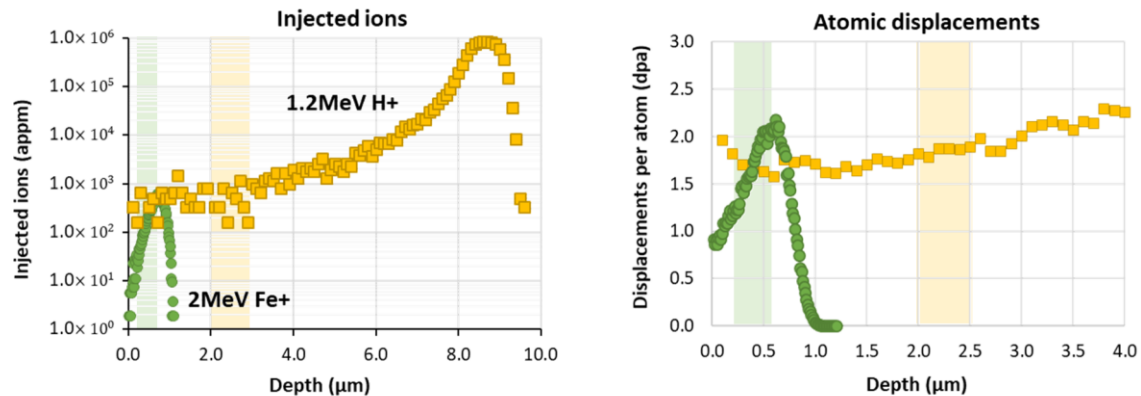 Injected ions
Injected ions (appm)
1.0× 10⁶
1.0× 10⁵
1.0× 10⁴
1.0× 10³
1.0× 10²
1.0× 10¹
1.0× 10⁰
1.2MeV H+
2MeV Fe+
0.0 2.0 4.0 6.0 8.0 10.0
Depth (μm)
Atomic displacements
Displacements per atom (dpa)
3.0
2.5
2.0
1.5
1.0
0.5
0.0
0.0 0.5 1.0 1.5 2.0 2.5 3.0 3.5 4.0
Depth (μm)